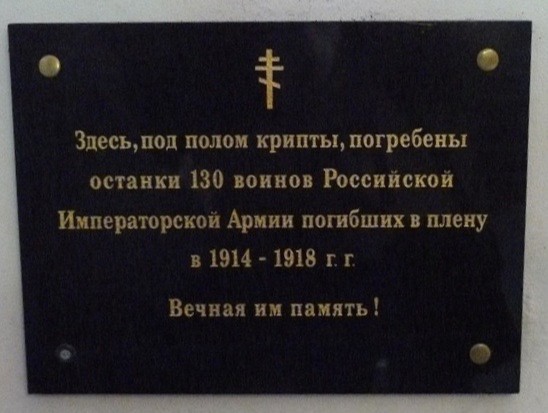 Здесь, под полом крипты, погребены
останки 130 воинов Российской
Императорской Армии погибших в плену
в 1914 - 1918 г. г.
Вечная им память !